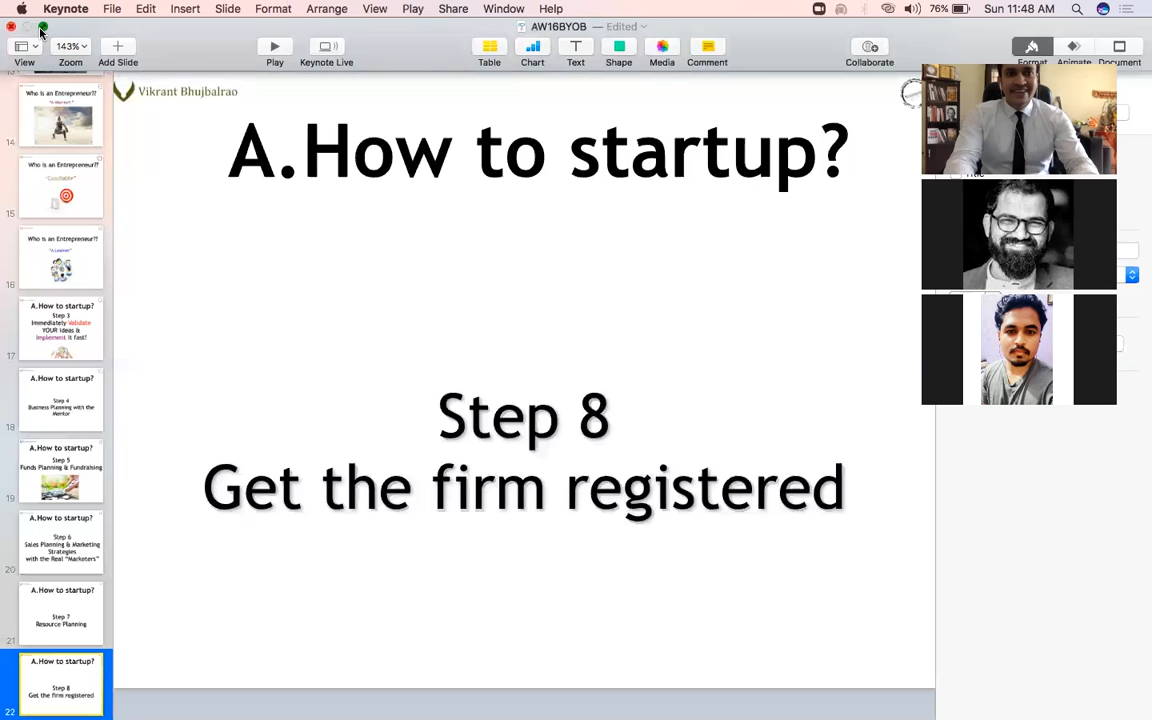 Keynote File Edit Insert Slide Format Arrange View Play Share Window Help 76% Sun 11:48 AM
AW16BYOB — Edited
143%
View Zoom Add Slide Play Keynote Live Table Chart Text Shape Media Comment Collaborate Format Animate Document
Who is an Entrepreneur??
14
Who is an Entrepreneur??
15
Who is an Entrepreneur??
"A Learner"
16
A.How to startup?
Step 3
Immediately Validate
YOUR Ideas &
Implement it fast!
17
A.How to startup?
Step 4
Business Planning with the
Mentor
18
A.How to startup?
Step 5
Funds Planning & Fundraising
19
A.How to startup?
Step 6
Sales Planning & Marketing
Strategies
with the Real "Marketers"
20
A.How to startup?
Step 7
Resource Planning
21
A.How to startup?
Step 8
Get the firm registered
22
Vikrant Bhujbalrao
A.How to startup?
Step 8
Get the firm registered
Title